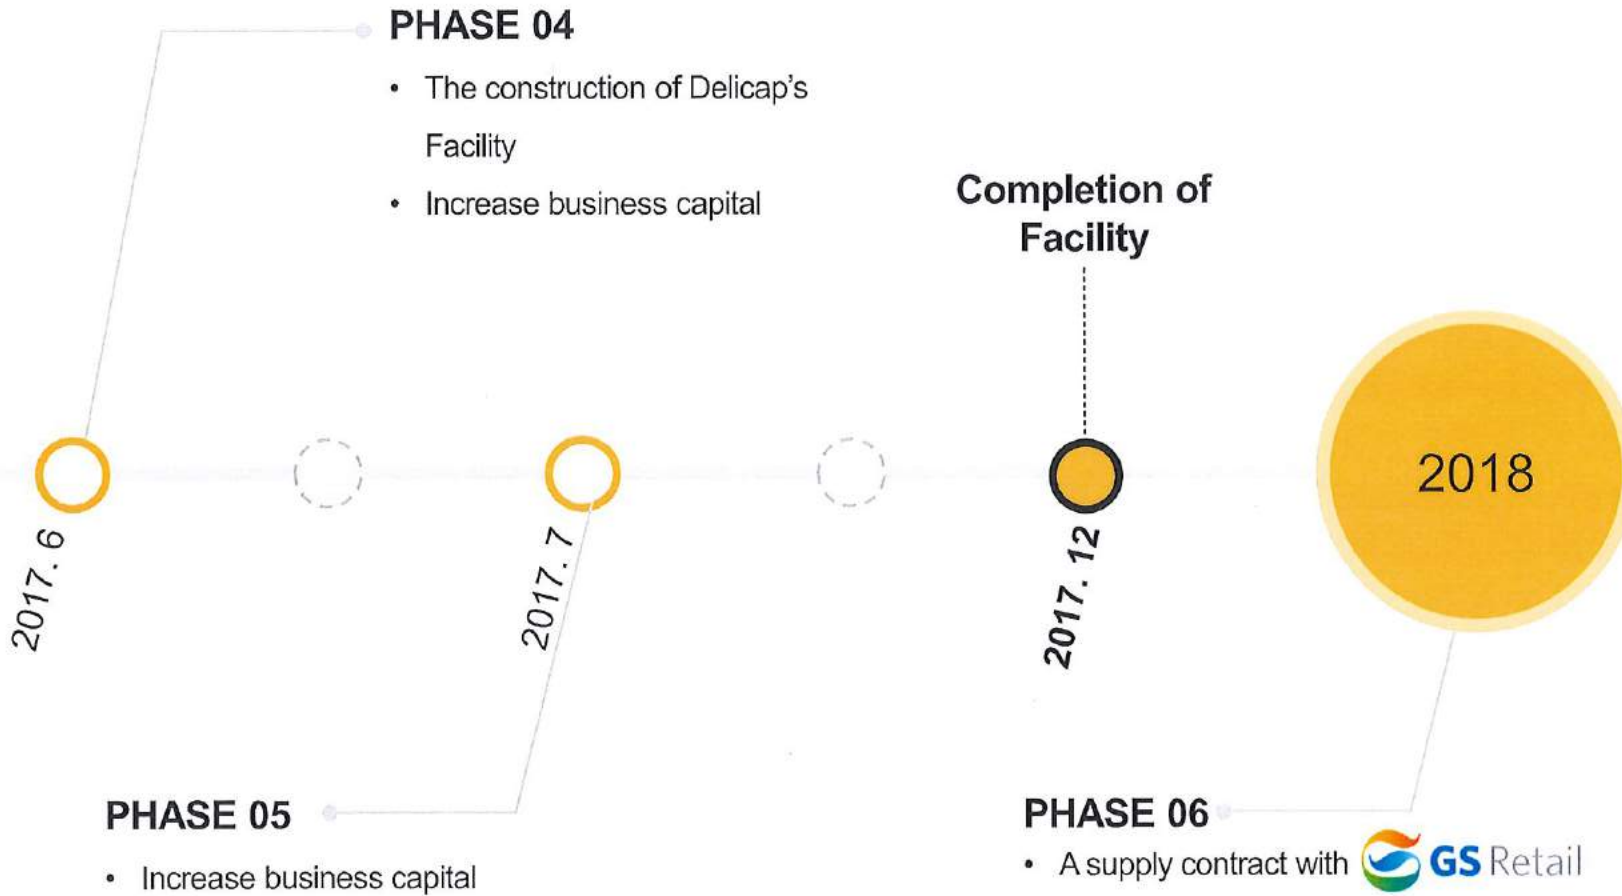 PHASE 04
• The construction of Delicap's
Facility
• Increase business capital
Completion of
Facility
2018
2017. 6
2017. 7
2017. 12
PHASE 05
• Increase business capital
PHASE 06
• A supply contract with GS Retail